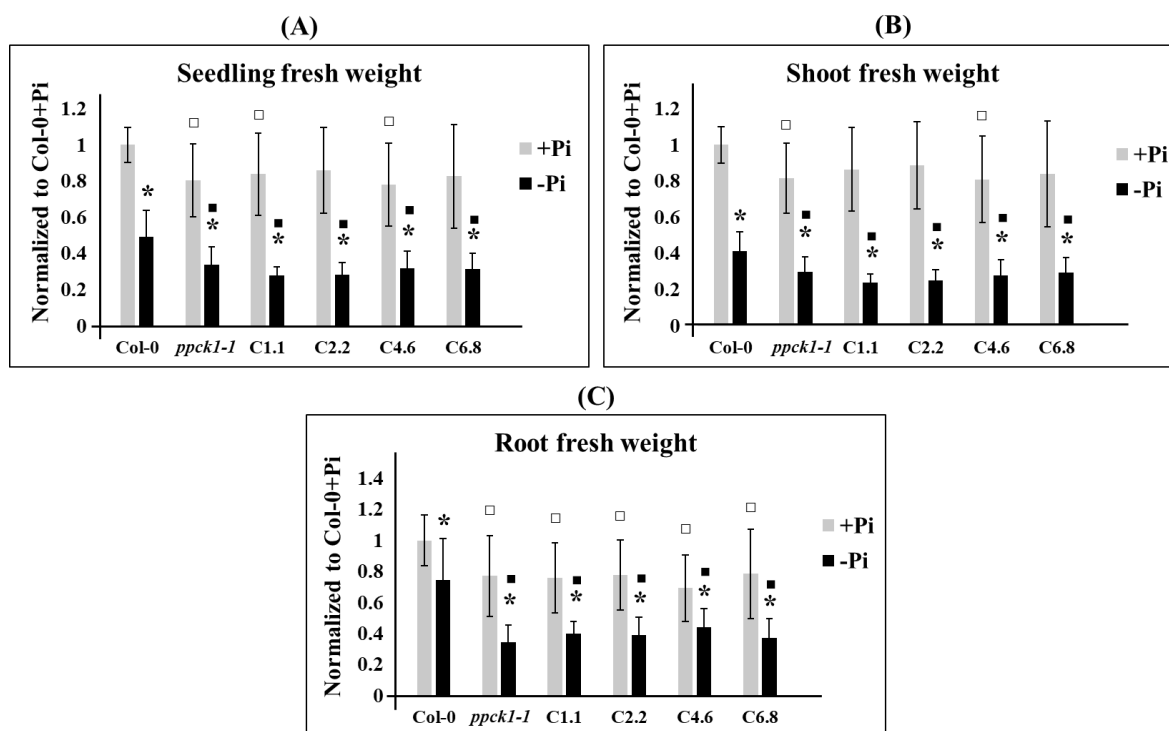 (A)
Seedling fresh weight
Normalized to Col-0+Pi
1.2
1
0.8
0.6
0.4
0.2
0
* * * * * *
+Pi
-Pi
Col-0 ppck1-1 C1.1 C2.2 C4.6 C6.8
(B)
Shoot fresh weight
Normalized to Col-0+Pi
1.2
1
0.8
0.6
0.4
0.2
0
* * * * * *
+Pi
-Pi
Col-0 ppck1-1 C1.1 C2.2 C4.6 C6.8
(C)
Root fresh weight
Normalized to Col-0+Pi
1.4
1.2
1
0.8
0.6
0.4
0.2
0
* * * * * *
+Pi
-Pi
Col-0 ppck1-1 C1.1 C2.2 C4.6 C6.8